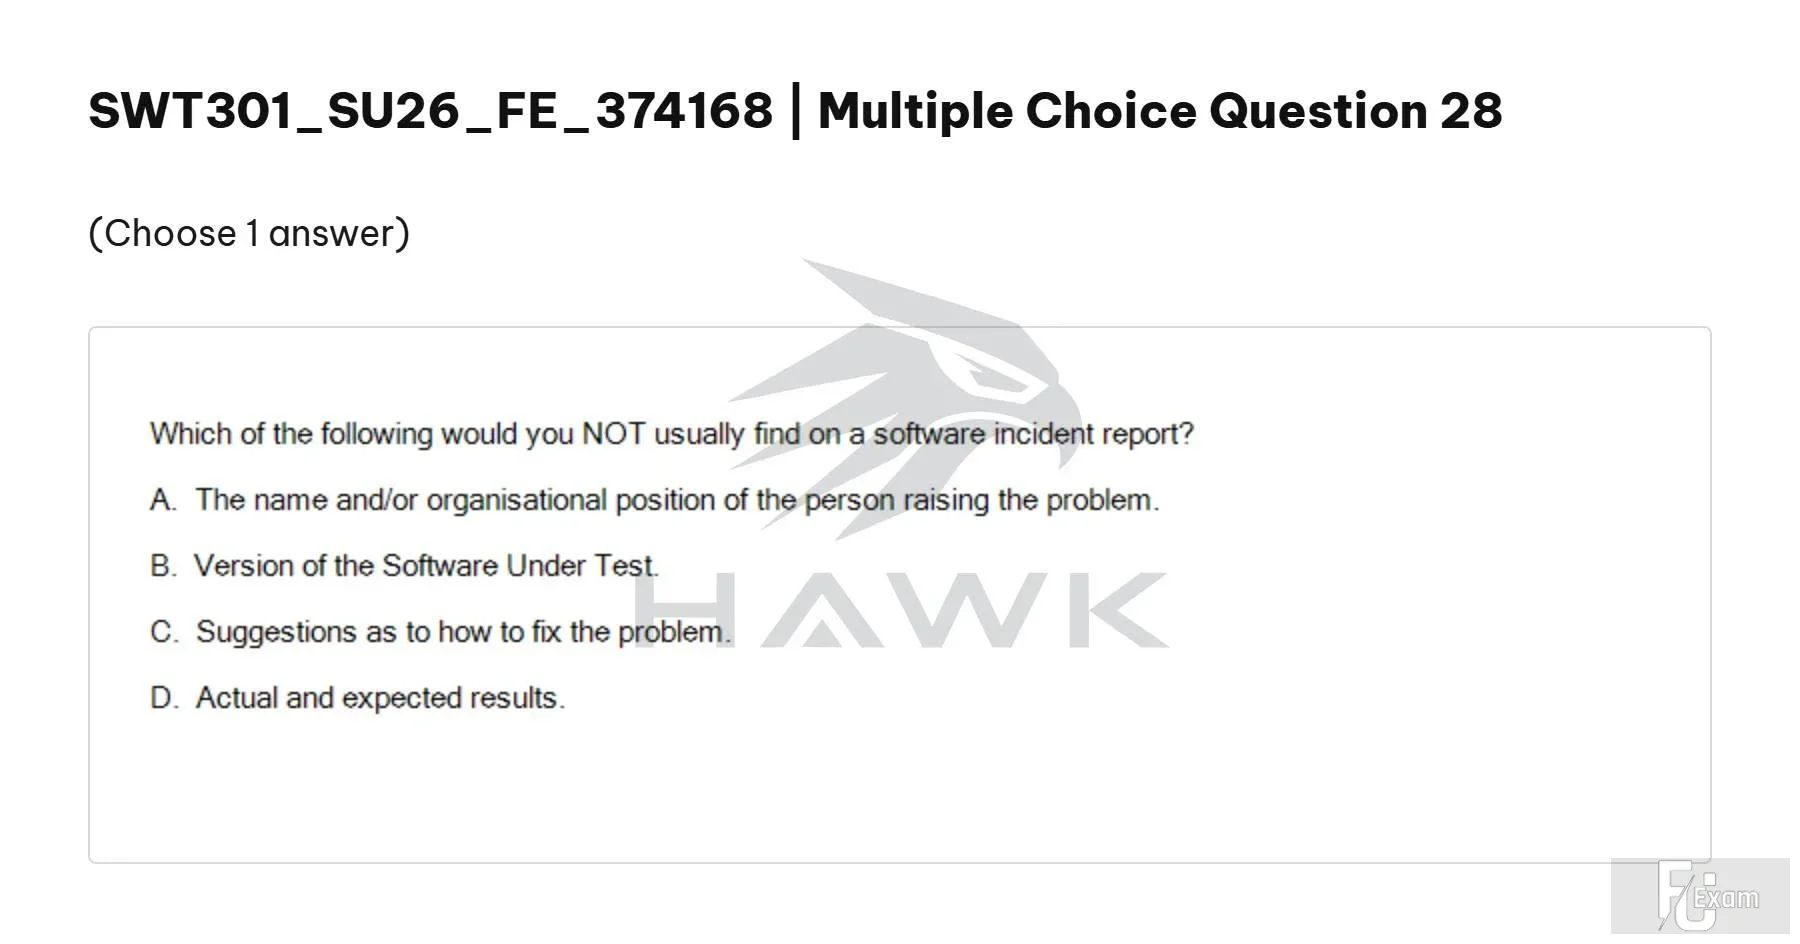 SWT301_SU26_FE_374168 | Multiple Choice Question 28
(Choose 1 answer)
Which of the following would you NOT usually find on a software incident report?
A. The name and/or organisational position of the person raising the problem.
B. Version of the Software Under Test.
C. Suggestions as to how to fix the problem.
D. Actual and expected results.
HAWK
Exam